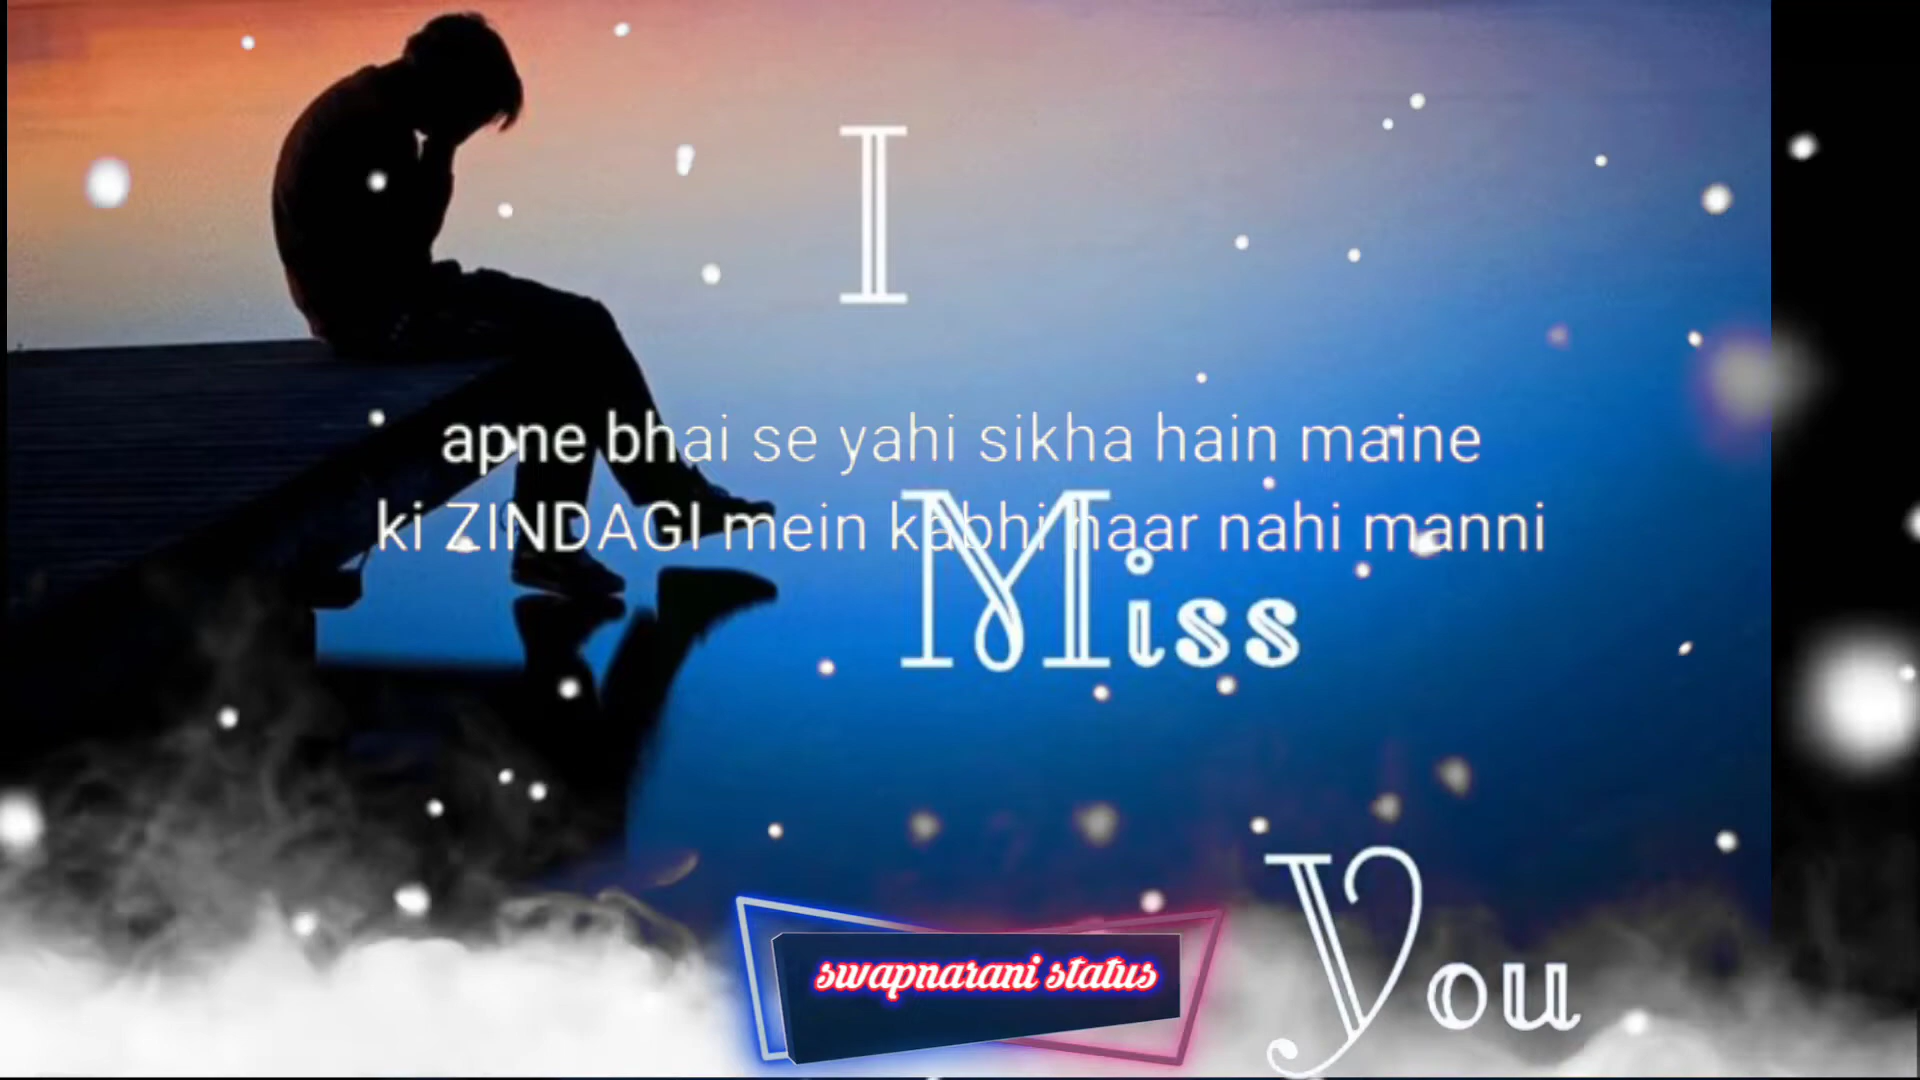 I
apne bhai se yahi sikha hain maine
ki ZINDAGI mein kabhi haar nahi manni
Miss
You
swapnarani status